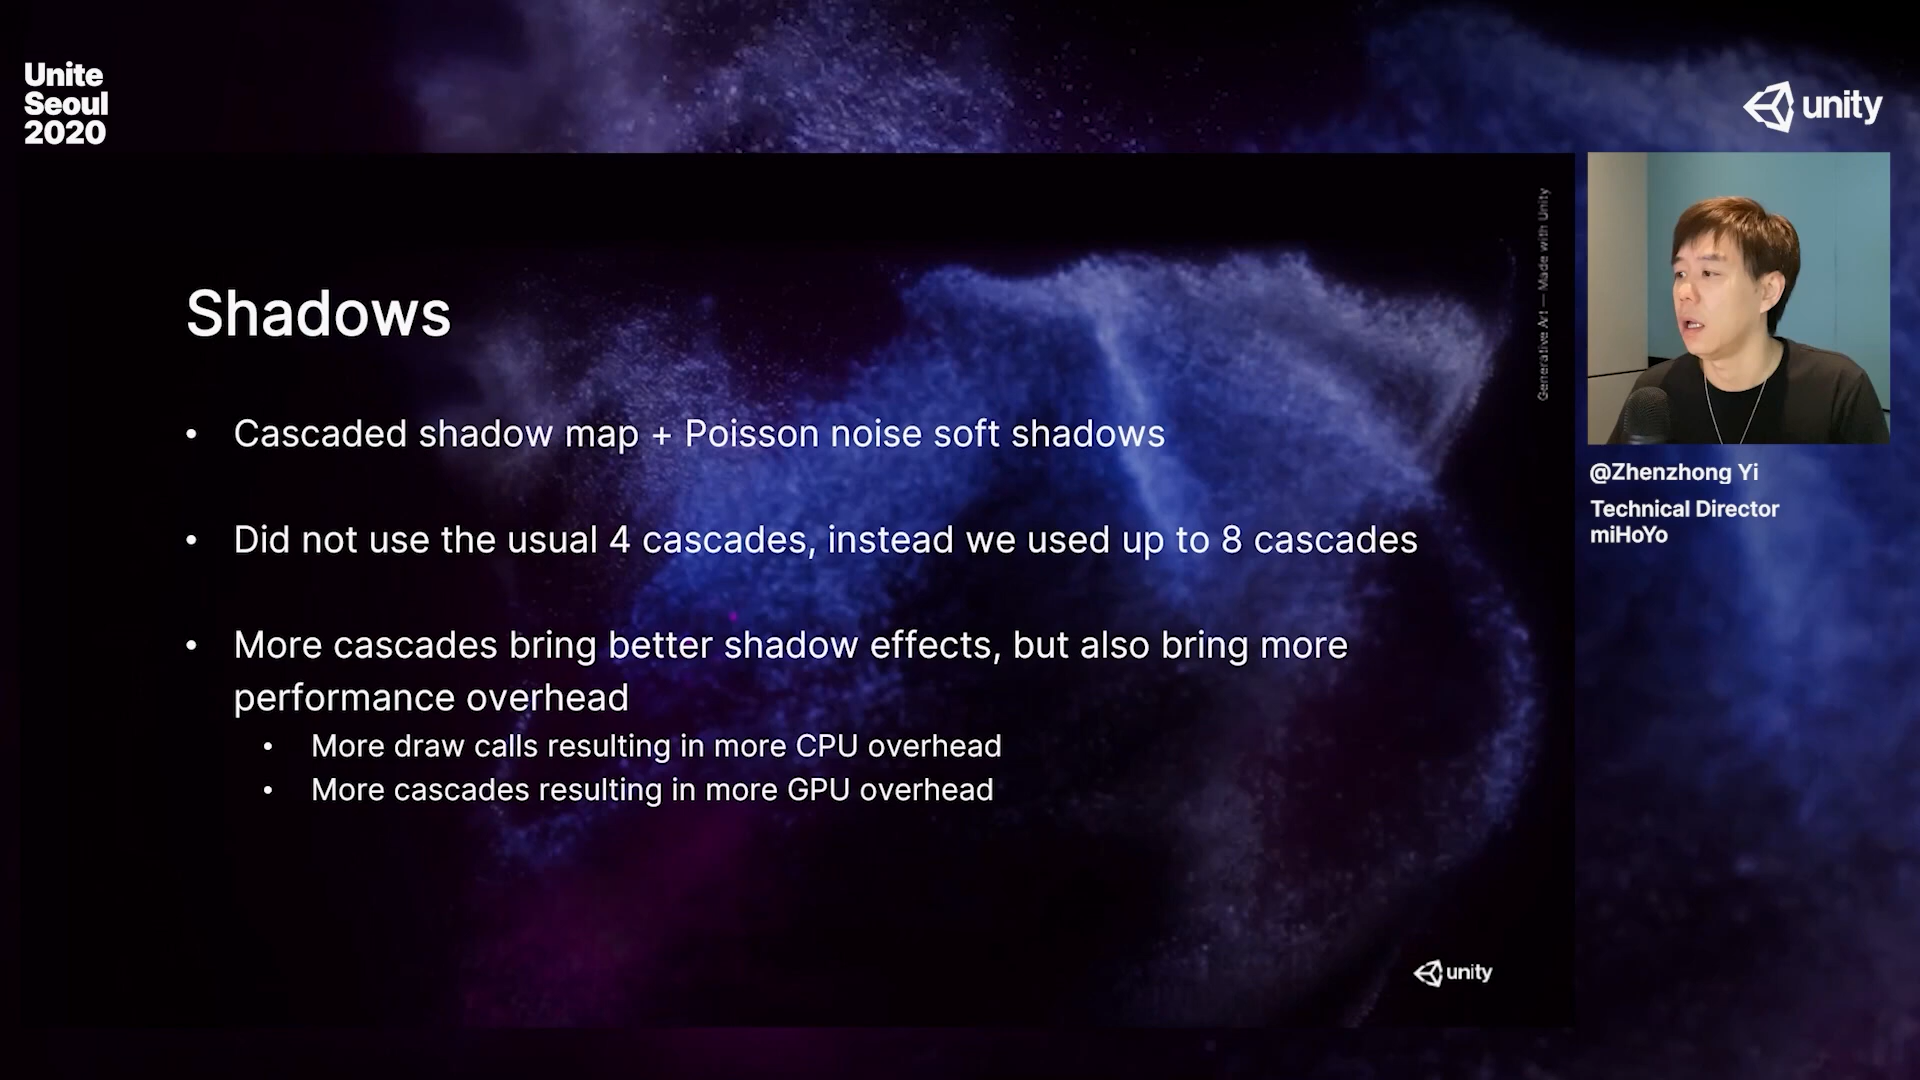 Unite
Seoul
2020
unity
Generative Art — Made with Unity
Shadows
• Cascaded shadow map + Poisson noise soft shadows
• Did not use the usual 4 cascades, instead we used up to 8 cascades
• More cascades bring better shadow effects, but also bring more
performance overhead
• More draw calls resulting in more CPU overhead
• More cascades resulting in more GPU overhead
unity
@Zhenzhong Yi
Technical Director
miHoYo